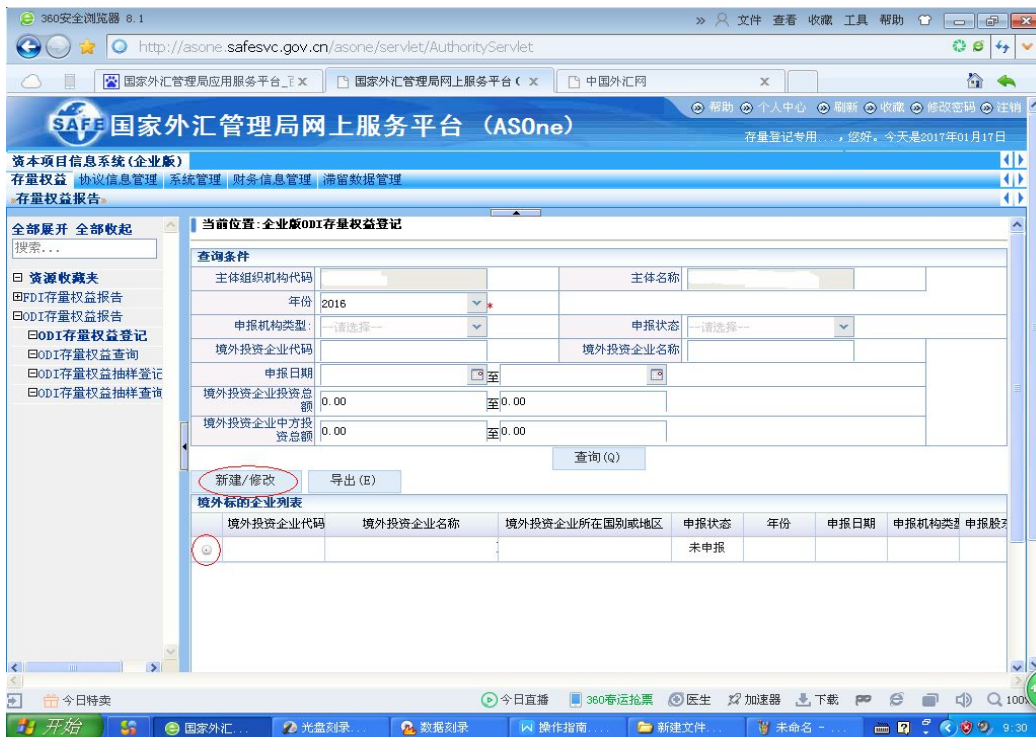 360安全浏览器 8.1
» 文件 查看 收藏 工具 帮助
http://asone.safesvc.gov.cn/asone/servlet/AuthorityServlet
国家外汇管理局应用服务平台_ X 国家外汇管理局网上服务平台( X 中国外汇网 X
帮助 个人中心 刷新 收藏 修改密码 注销
SAFE 国家外汇管理局网上服务平台 (ASOne)
存量登记专用...,您好。今天是2017年01月17日
资本项目信息系统(企业版)
存量权益 协议信息管理 系统管理 财务信息管理 滞留数据管理
存量权益报告
全部展开 全部收起
搜索...
资源收藏夹
FDI存量权益报告
ODI存量权益报告
ODI存量权益登记
ODI存量权益查询
ODI存量权益抽样登记
ODI存量权益抽样查询
当前位置:企业版ODI存量权益登记
查询条件
主体组织机构代码 主体名称
年份 2016 *
申报机构类型: --请选择-- 申报状态 --请选择--
境外投资企业代码 境外投资企业名称
申报日期 至
境外投资企业投资总额 0.00 至 0.00
境外投资企业中方投资总额 0.00 至 0.00
查询(Q)
新建/修改 导出(E)
境外标的企业列表
境外投资企业代码 境外投资企业名称 境外投资企业所在国别或地区 申报状态 年份 申报日期 申报机构类型 申报股
未申报
今日特卖 今日直播 360春运抢票 医生 加速器 下载 100%
开始 国家外汇... 光盘刻录... 数据刻录 操作指南.... 新建文件... 未命名 - ... 9:30